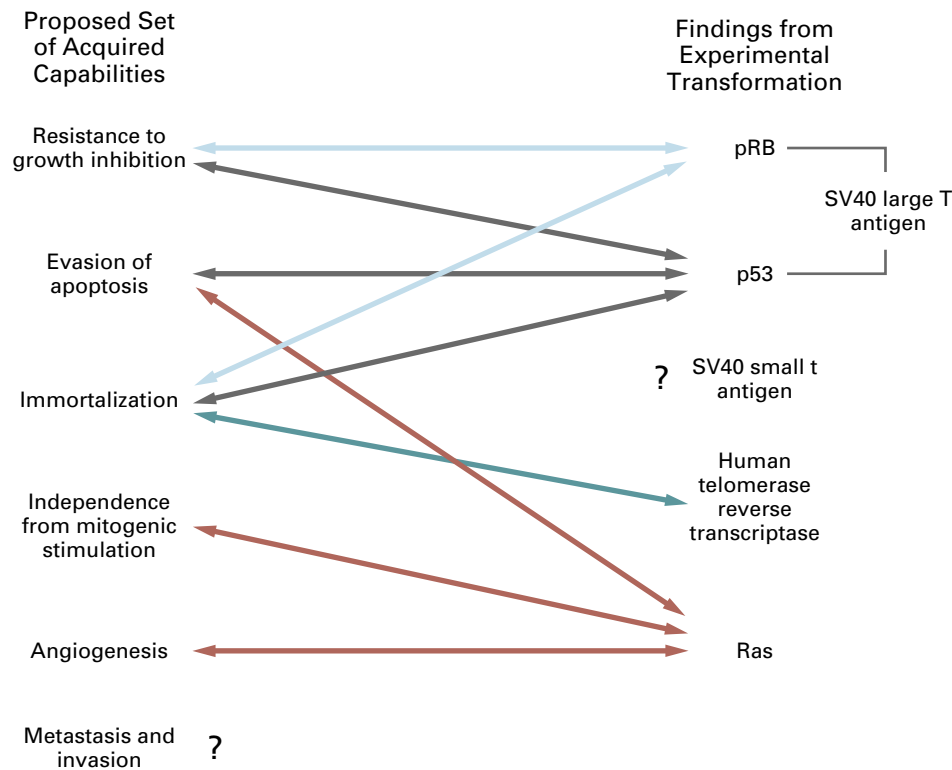 Proposed Set
of Acquired
Capabilities
Findings from
Experimental
Transformation
Resistance to
growth inhibition
pRB
SV40 large T
antigen
Evasion of
apoptosis
p53
? SV40 small t
antigen
Immortalization
Human
telomerase
reverse
transcriptase
Independence
from mitogenic
stimulation
Angiogenesis
Ras
Metastasis and
invasion
?